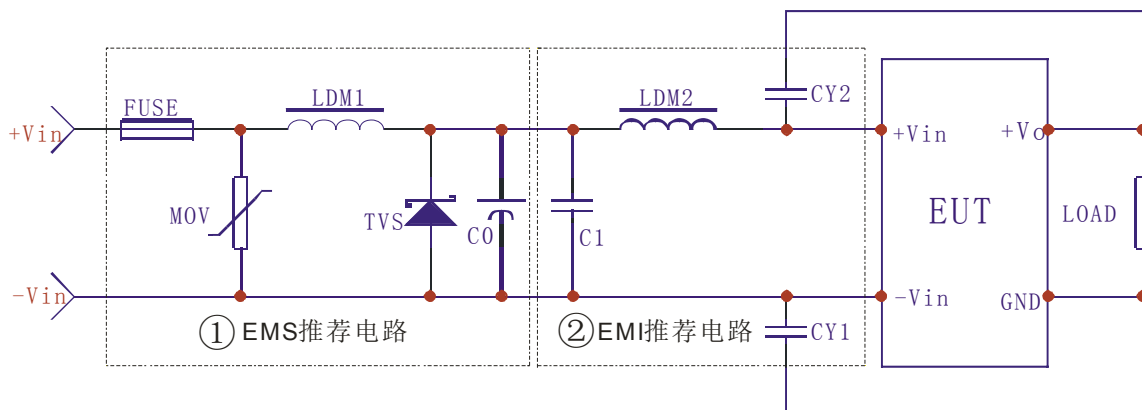 CY2
FUSE
LDM1
LDM2
+Vin
+Vin
+Vo
MOV
TVS
C0
C1
EUT
LOAD
-Vin
-Vin
GND
①EMS推荐电路
②EMI推荐电路
CY1